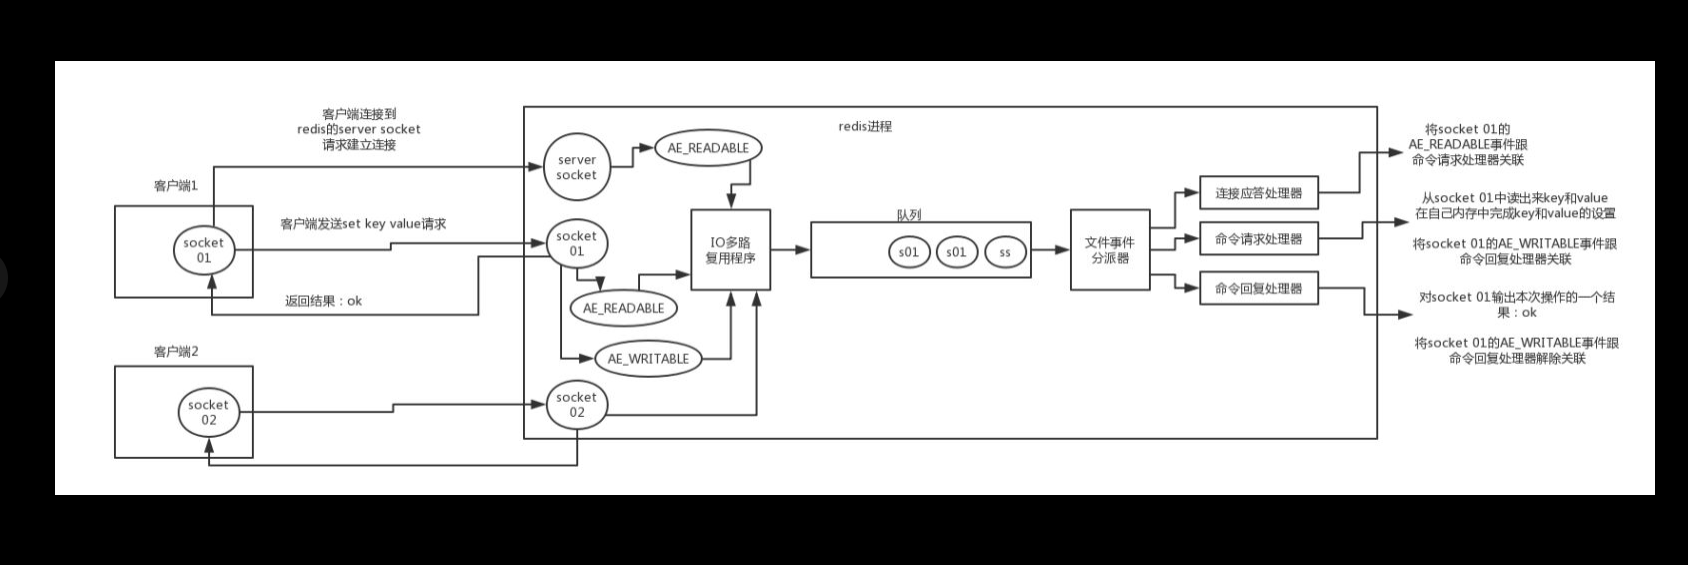 客户端连接到
redis的server socket
请求建立连接
客户端1
socket
01
客户端发送set key value请求
返回结果：ok
客户端2
socket
02
redis进程
server
socket
AE_READABLE
socket
01
AE_READABLE
AE_WRITABLE
socket
02
IO多路
复用程序
队列
s01
s01
ss
文件事件
分派器
连接应答处理器
命令请求处理器
命令回复处理器
将socket 01的
AE_READABLE事件跟
命令请求处理器关联
从socket 01中读出来key和value
在自己内存中完成key和value的设置
将socket 01的AE_WRITABLE事件跟
命令回复处理器关联
对socket 01输出本次操作的一个结
果：ok
将socket 01的AE_WRITABLE事件跟
命令回复处理器解除关联